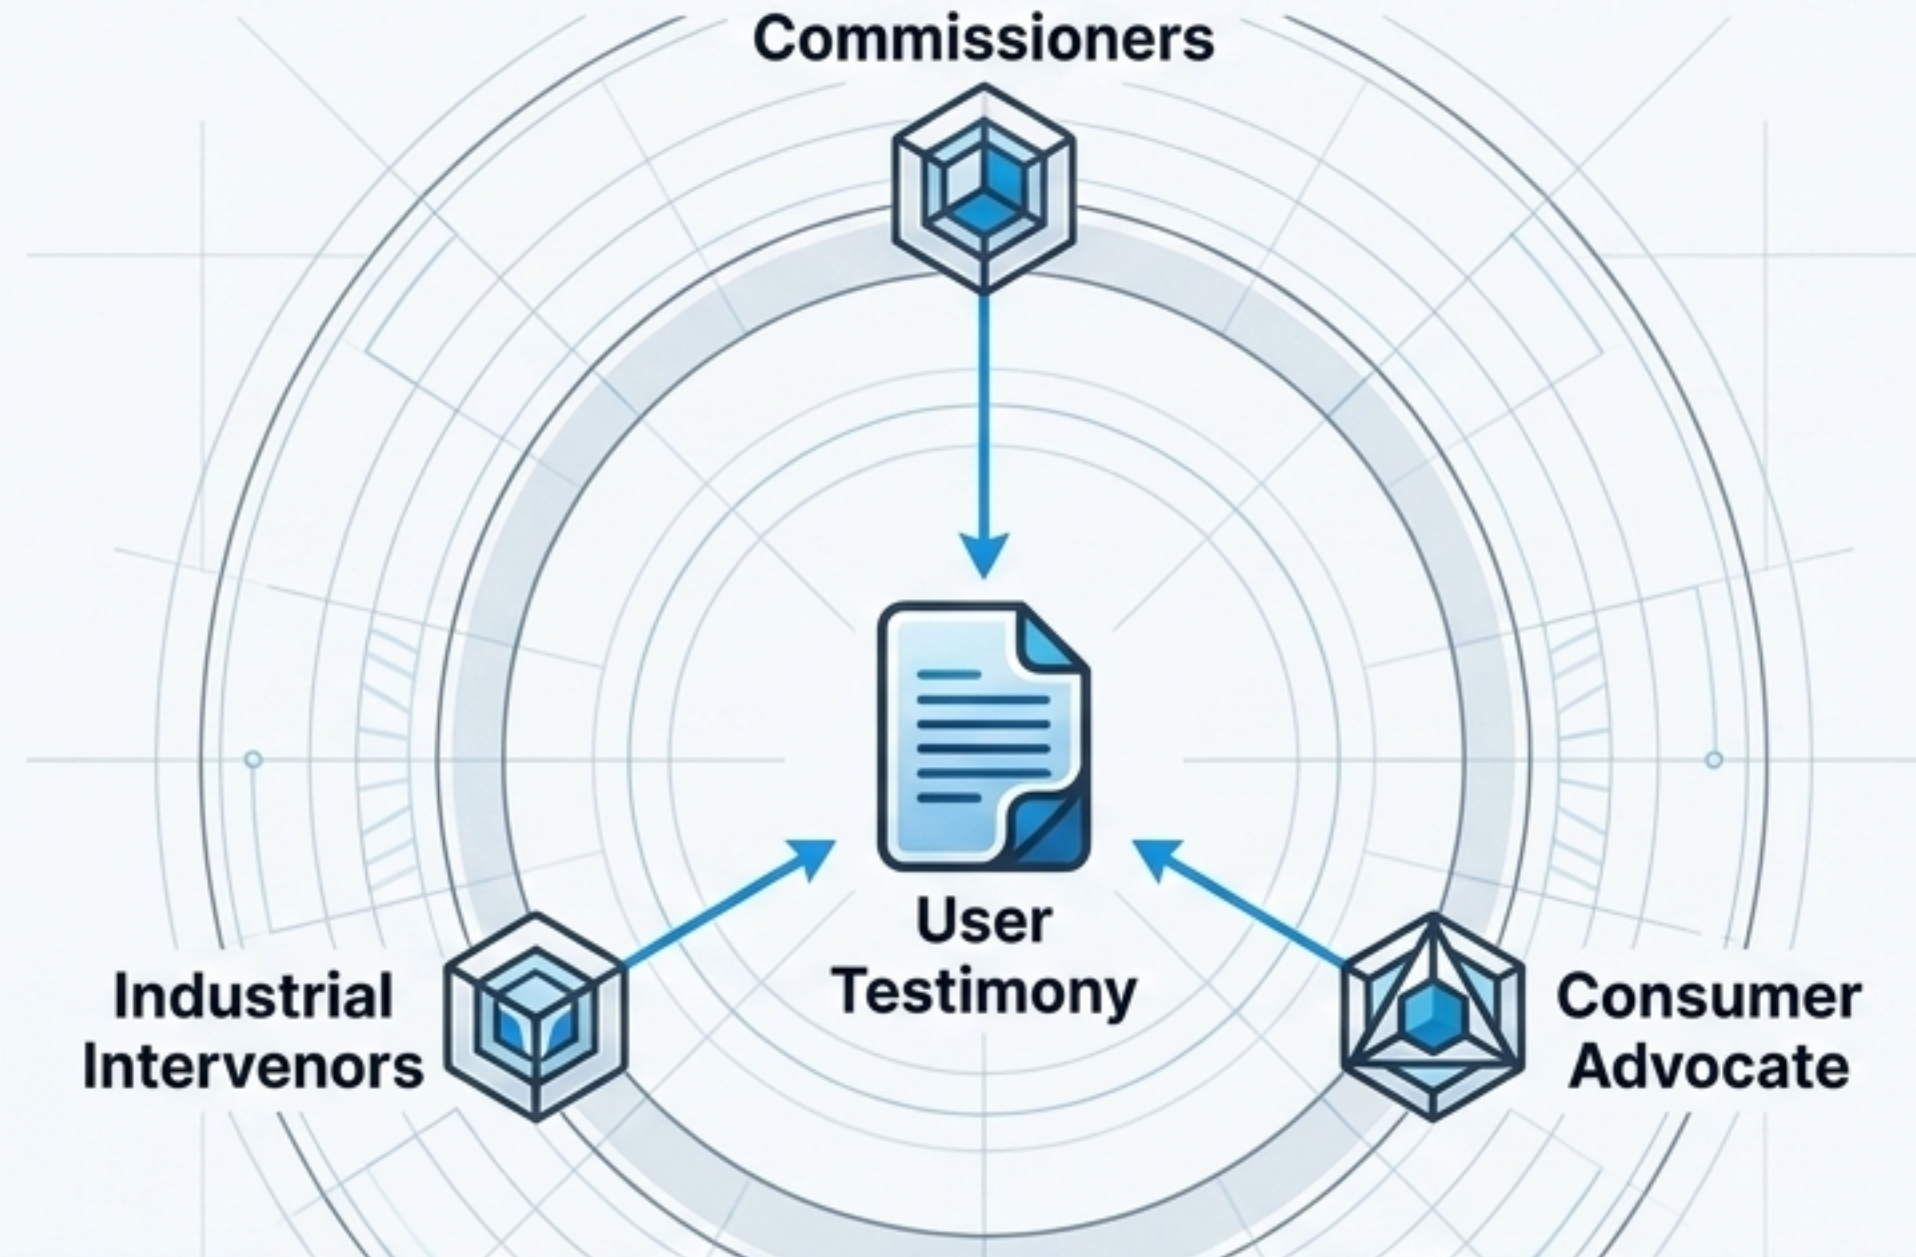 Commissioners
User
Testimony
Industrial
Intervenors
Consumer
Advocate